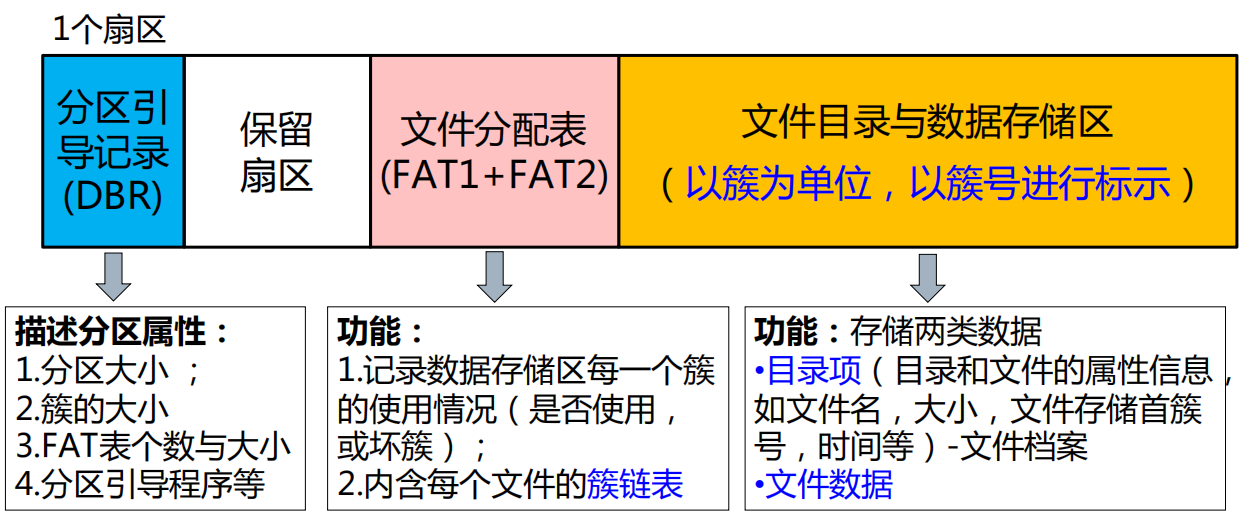 1个扇区
分区引
导记录
(DBR)
保留
扇区
文件分配表
(FAT1+FAT2)
文件目录与数据存储区
（以簇为单位，以簇号进行标示）
描述分区属性：
1.分区大小 ；
2.簇的大小
3.FAT表个数与大小
4.分区引导程序等
功能：
1.记录数据存储区每一个簇
的使用情况（是否使用，
或坏簇）；
2.内含每个文件的簇链表
功能：存储两类数据
•目录项（目录和文件的属性信息，
如文件名，大小，文件存储首簇
号，时间等）-文件档案
•文件数据